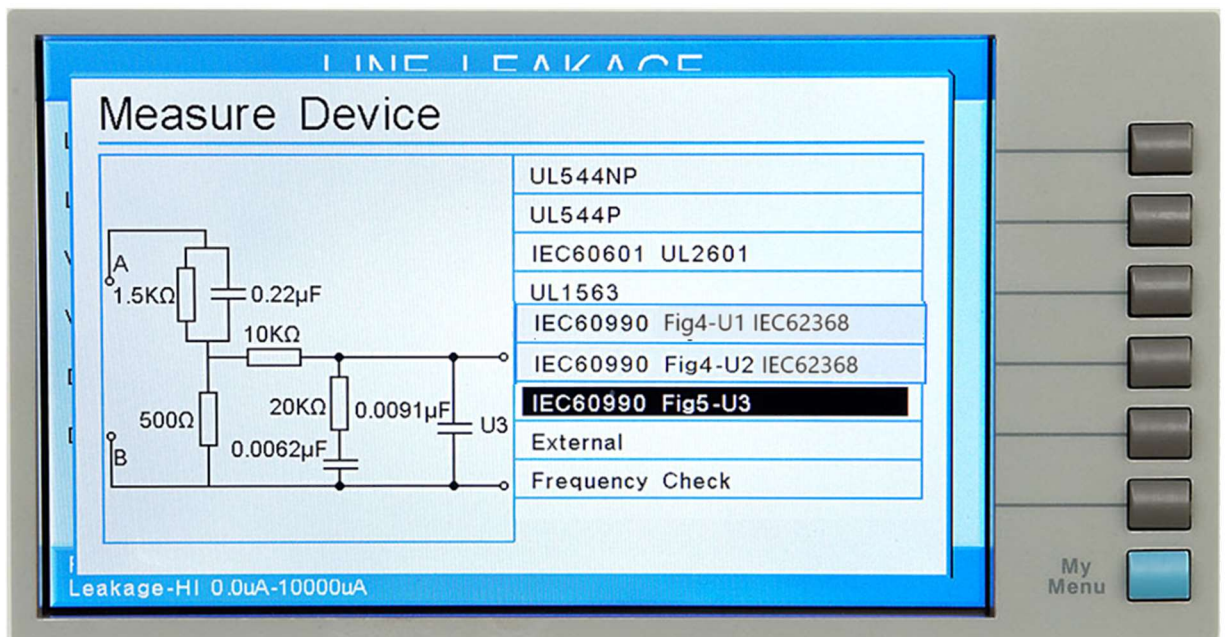 LINE LEAKAGE
Measure Device
UL544NP
UL544P
IEC60601 UL2601
UL1563
IEC60990 Fig4-U1 IEC62368
IEC60990 Fig4-U2 IEC62368
IEC60990 Fig5-U3
External
Frequency Check
A
1.5KΩ
0.22µF
10KΩ
20KΩ
0.0091µF
500Ω
U3
0.0062µF
B
Leakage-HI 0.0uA-10000uA
My
Menu